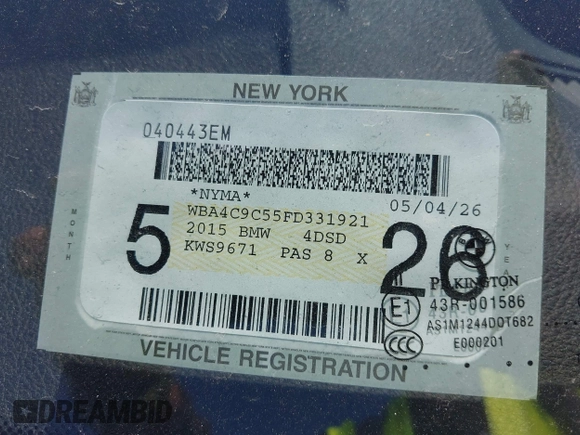 NEW YORK
040443EM
*NYMA*
05/04/26
WBA4C9C55FD331921
2015 BMW 4DSD
KWS9671 PAS 8 X
MONTH
5
26
YEA
PILKINGTON
E1
43R-001586
AS1M1244DOT682
CCC
E000201
VEHICLE REGISTRATION
DREAMBID